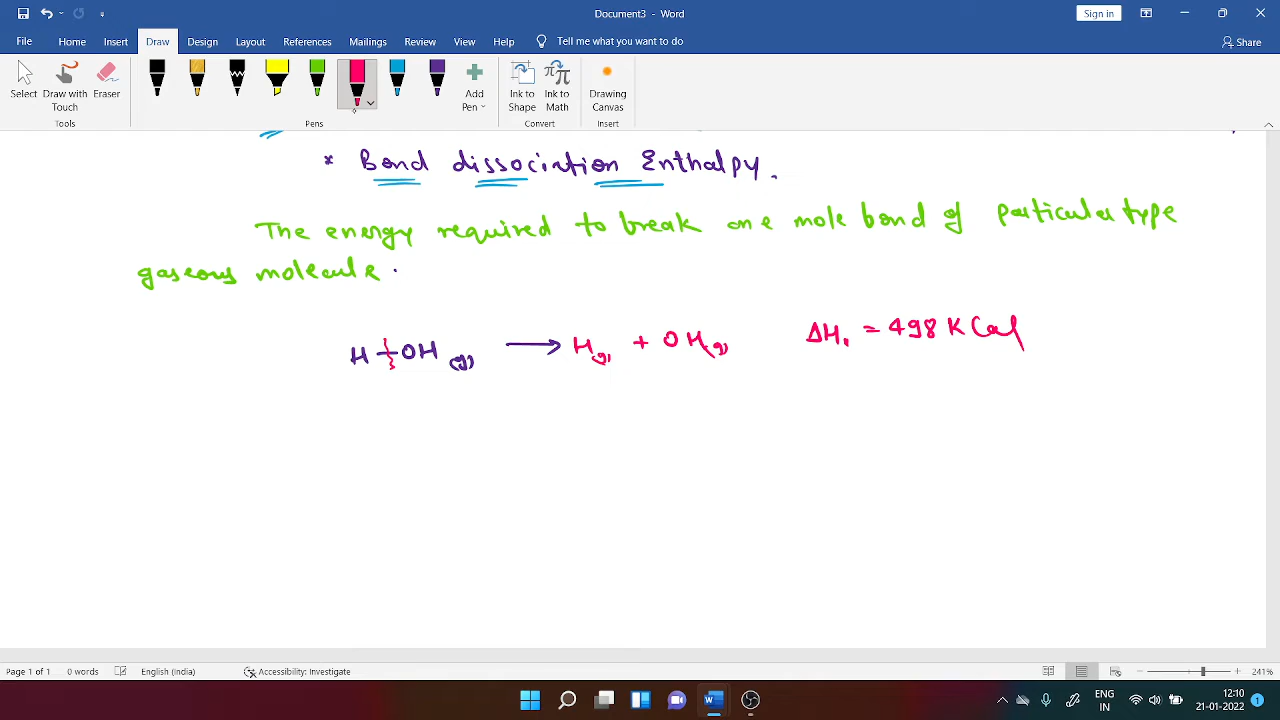 Document3 - Word
Sign in
File Home Insert Draw Design Layout References Mailings Review View Help Tell me what you want to do Share
Select Draw with Touch Eraser Add Pen Ink to Shape Ink to Math Drawing Canvas
Tools Pens Convert Insert
* Bond dissociation Enthalpy.
The energy required to break one mole bond of particular type
gaseous molecule.
H-OH (g) → H(g) + OH(g) ΔH₁ = 498 KCal
Page 1 of 1 0 words English (India) Accessibility: Investigate 241%
ENG IN 12:10 21-01-2022 1